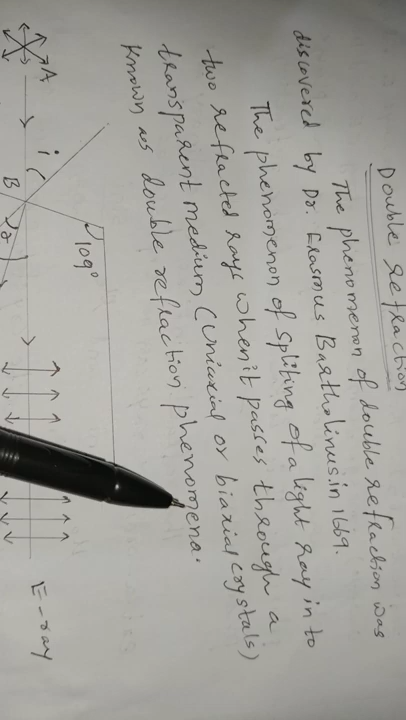 Double Refraction
The phenomenon of double refraction was
discovered by Dr. Erasmus Bartholinus in 1669.
The phenomenon of spliting of a light ray in to
two refracted rays when it passes through a
transparent medium (Uniaxial or biaxial crystals)
known as double refraction phenomena.
A
i
B
109°
r
E-ray